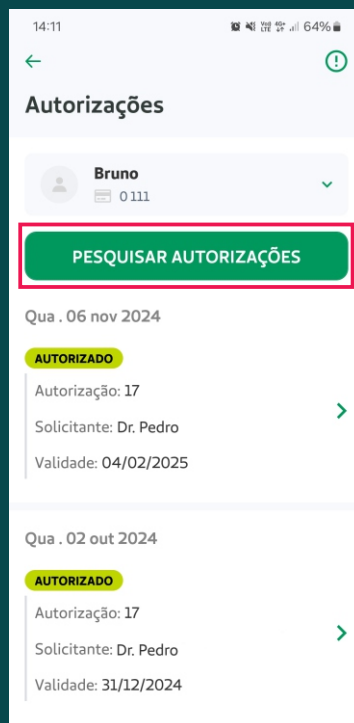 14:11 64%
Autorizações
Bruno
0 111
PESQUISAR AUTORIZAÇÕES
Qua . 06 nov 2024
AUTORIZADO
Autorização: 17
Solicitante: Dr. Pedro
Validade: 04/02/2025
Qua . 02 out 2024
AUTORIZADO
Autorização: 17
Solicitante: Dr. Pedro
Validade: 31/12/2024